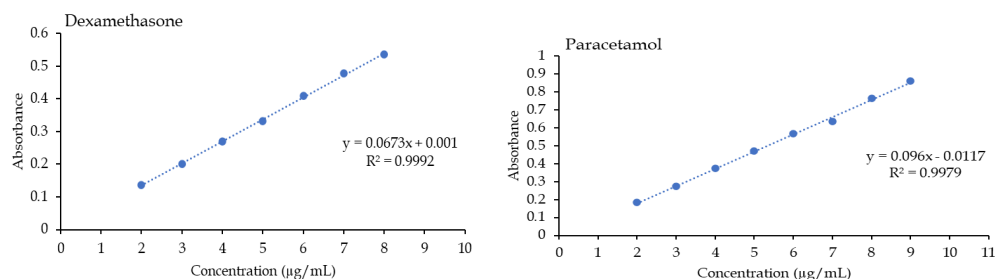 Dexamethasone
0.6
0.5
0.4
0.3
0.2
0.1
0
Absorbance
y = 0.0673x + 0.001
R² = 0.9992
0 1 2 3 4 5 6 7 8 9 10
Concentration (µg/mL)
Paracetamol
1
0.9
0.8
0.7
0.6
0.5
0.4
0.3
0.2
0.1
0
Absorbance
y = 0.096x - 0.0117
R² = 0.9979
0 1 2 3 4 5 6 7 8 9 10 11
Concentration (µg/mL)